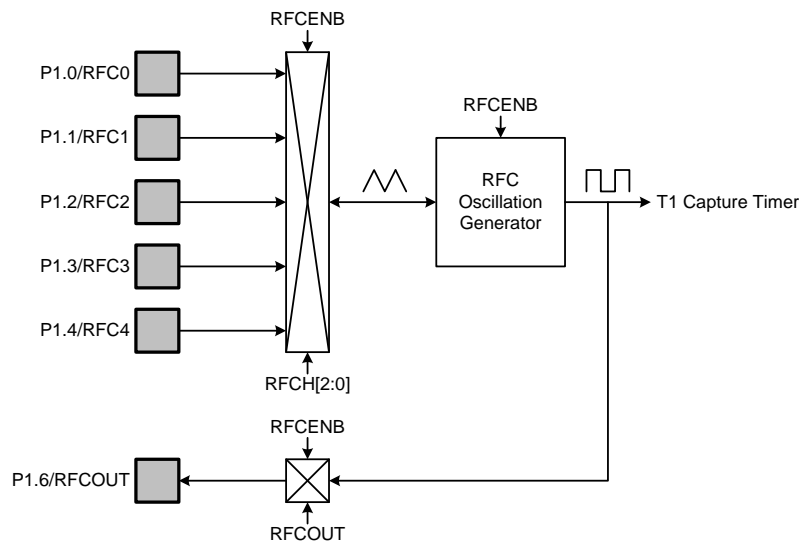 RFCENB
P1.0/RFC0
P1.1/RFC1
P1.2/RFC2
P1.3/RFC3
P1.4/RFC4
RFCH[2:0]
RFCENB
RFC
Oscillation
Generator
T1 Capture Timer
RFCENB
P1.6/RFCOUT
RFCOUT